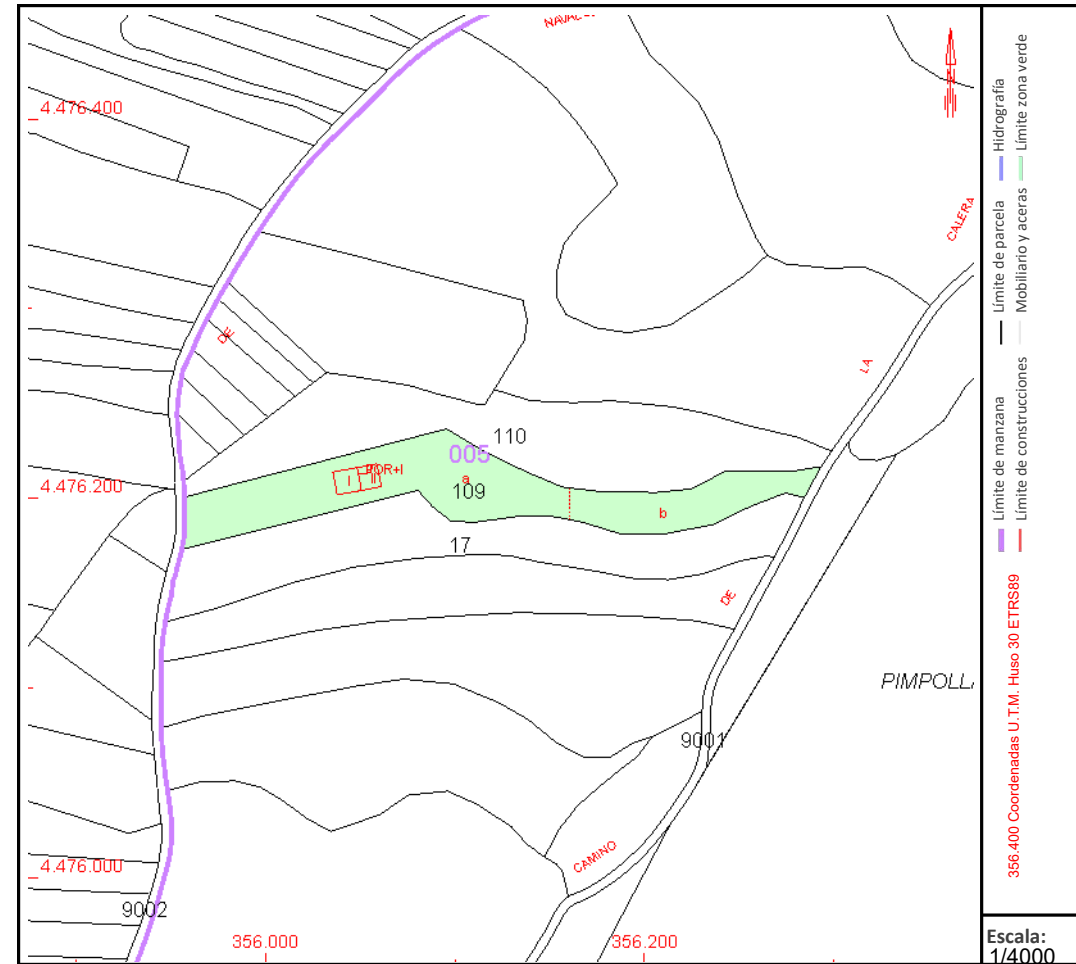 4.476.400
CALERA
DE
LA
110
005
POR+I
I
II
a
109
4.476.200
b
17
DE
PIMPOLL
9001
CAMINO
4.476.000
9002
356.000
356.200
Hidrografía
Límite zona verde
Límite de parcela
Mobiliario y aceras
Límite de manzana
Límite de construcciones
356.400 Coordenadas U.T.M. Huso 30 ETRS89
Escala:
1/4000